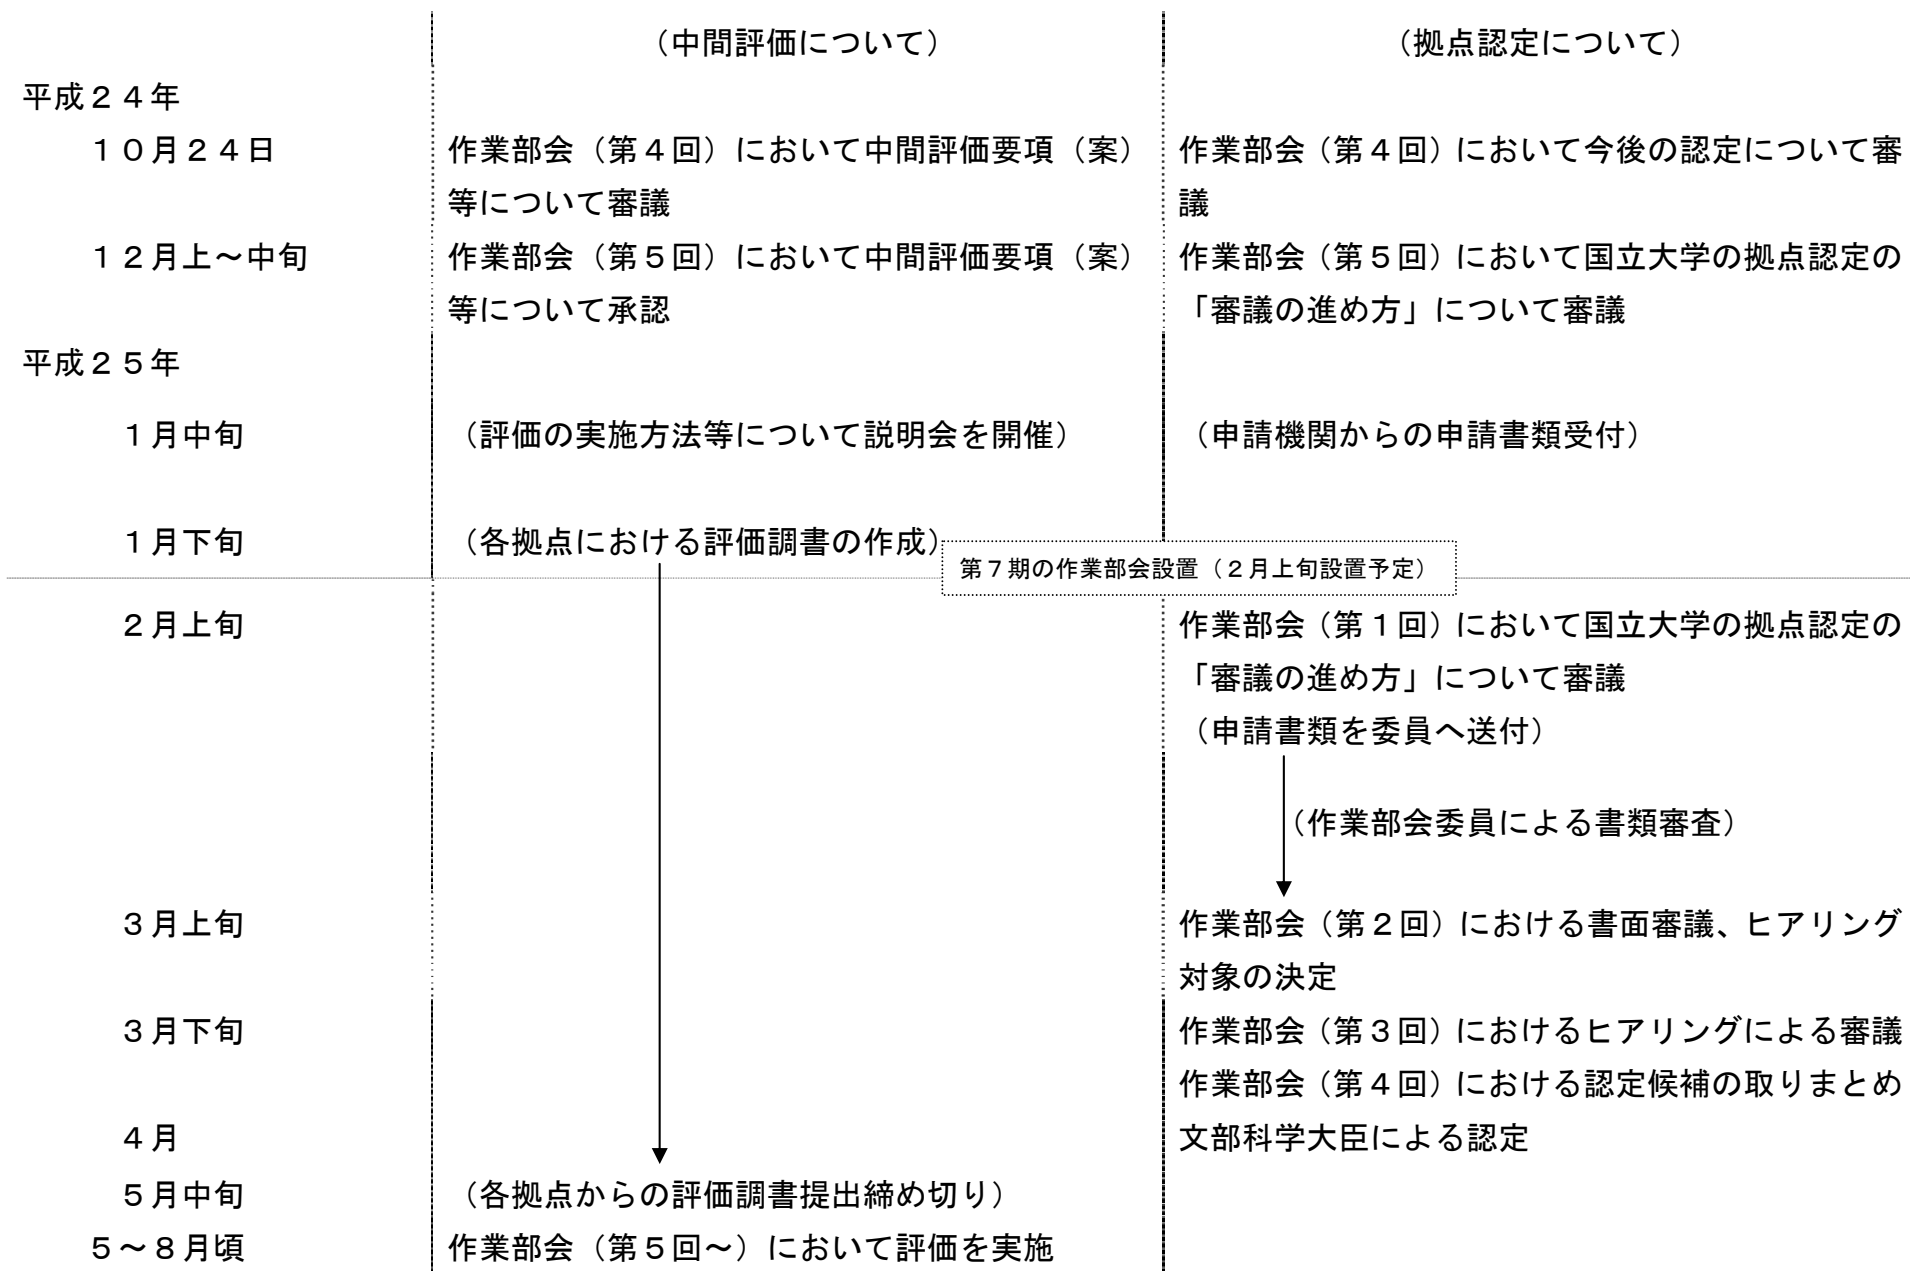 （中間評価について）
（拠点認定について）
平成２４年
１０月２４日
作業部会（第４回）において中間評価要項（案）
等について審議
作業部会（第４回）において今後の認定について審
議
１２月上～中旬
作業部会（第５回）において中間評価要項（案）
等について承認
作業部会（第５回）において国立大学の拠点認定の
「審議の進め方」について審議
平成２５年
１月中旬
（評価の実施方法等について説明会を開催）
（申請機関からの申請書類受付）
１月下旬
（各拠点における評価調書の作成）
第７期の作業部会設置（２月上旬設置予定）
２月上旬
作業部会（第１回）において国立大学の拠点認定の
「審議の進め方」について審議
（申請書類を委員へ送付）
（作業部会委員による書類審査）
３月上旬
作業部会（第２回）における書面審議、ヒアリング
対象の決定
３月下旬
作業部会（第３回）におけるヒアリングによる審議
作業部会（第４回）における認定候補の取りまとめ
４月
文部科学大臣による認定
５月中旬
（各拠点からの評価調書提出締め切り）
５～８月頃
作業部会（第５回～）において評価を実施